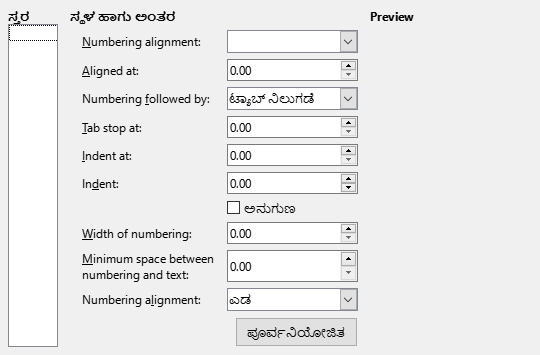 ಸ್ತರ
ಸ್ಥಳ ಹಾಗು ಅಂತರ
Preview
Numbering alignment:
Aligned at: 0.00
Numbering followed by: ಟ್ಯಾಬ್ ನಿಲುಗಡೆ
Tab stop at: 0.00
Indent at: 0.00
Indent: 0.00
ಅನುಗುಣ
Width of numbering: 0.00
Minimum space between
numbering and text: 0.00
Numbering alignment: ಎಡ
ಪೂರ್ವನಿಯೋಜಿತ